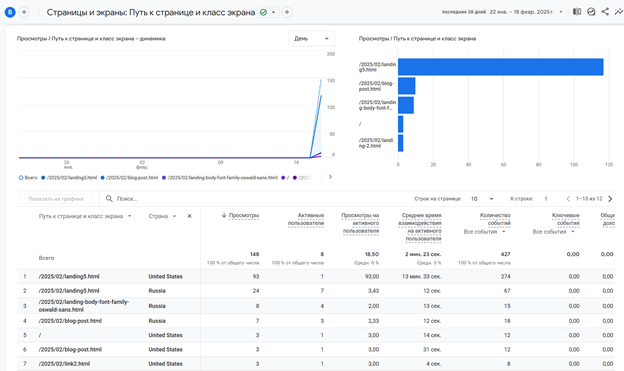 B
Страницы и экраны: Путь к странице и класс экрана
Последние 28 дней 22 янв. – 18 февр. 2025 г.
Просмотры / Путь к странице и класс экрана – динамика
День
200
150
100
50
0
26
янв.
02
февр.
09
16
Всего /2025/02/landing5.html /2025/02/blog-post.html /2025/02/landing-body-font-family-oswald-sans.html /
Просмотры / Путь к странице и класс экрана
/2025/02/landin
g5.html
/2025/02/blog-
post.html
/2025/02/landin
g-body-font-f…
/
/2025/02/landin
g-2.html
0 20 40 60 80 100 120
Показать на графике
Поиск…
Строк на странице: 10 К строке: 1 1–10 из 12
Путь к странице и класс экрана Страна Просмотры Активные пользователи Просмотры на активного пользователя Среднее время взаимодействия на активного пользователя Количество событий Все события Ключевые события Все события Общи дохо
Всего 148 8 18,50 2 мин. 23 сек. 427 0,00 0,00
100 % от общего числа 100 % от общего числа Средн. 0 % Средн. 0 % 100 % от общего числа
1 /2025/02/landing5.html United States 93 1 93,00 13 мин. 33 сек. 274 0,00 0,00
2 /2025/02/landing5.html Russia 24 7 3,43 12 сек. 67 0,00 0,00
3 /2025/02/landing-body-font-family-oswald-sans.html Russia 8 4 2,00 13 сек. 15 0,00 0,00
4 /2025/02/blog-post.html Russia 7 3 2,33 12 сек. 18 0,00 0,00
5 / United States 3 1 3,00 14 сек. 12 0,00 0,00
6 /2025/02/blog-post.html United States 3 1 3,00 31 сек. 12 0,00 0,00
7 /2025/02/link2.html United States 3 1 3,00 4 сек. 8 0,00 0,00